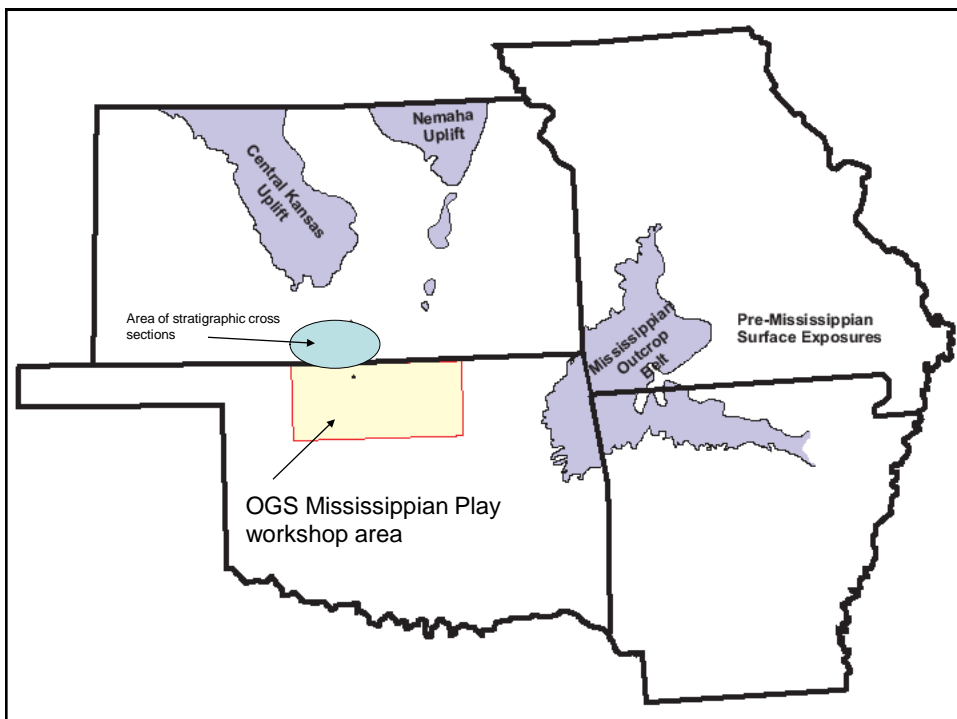 Nemaha
Uplift
Central Kansas
Uplift
Area of stratigraphic cross
sections
Mississippian
Outcrop
Belt
Pre-Mississippian
Surface Exposures
OGS Mississippian Play
workshop area